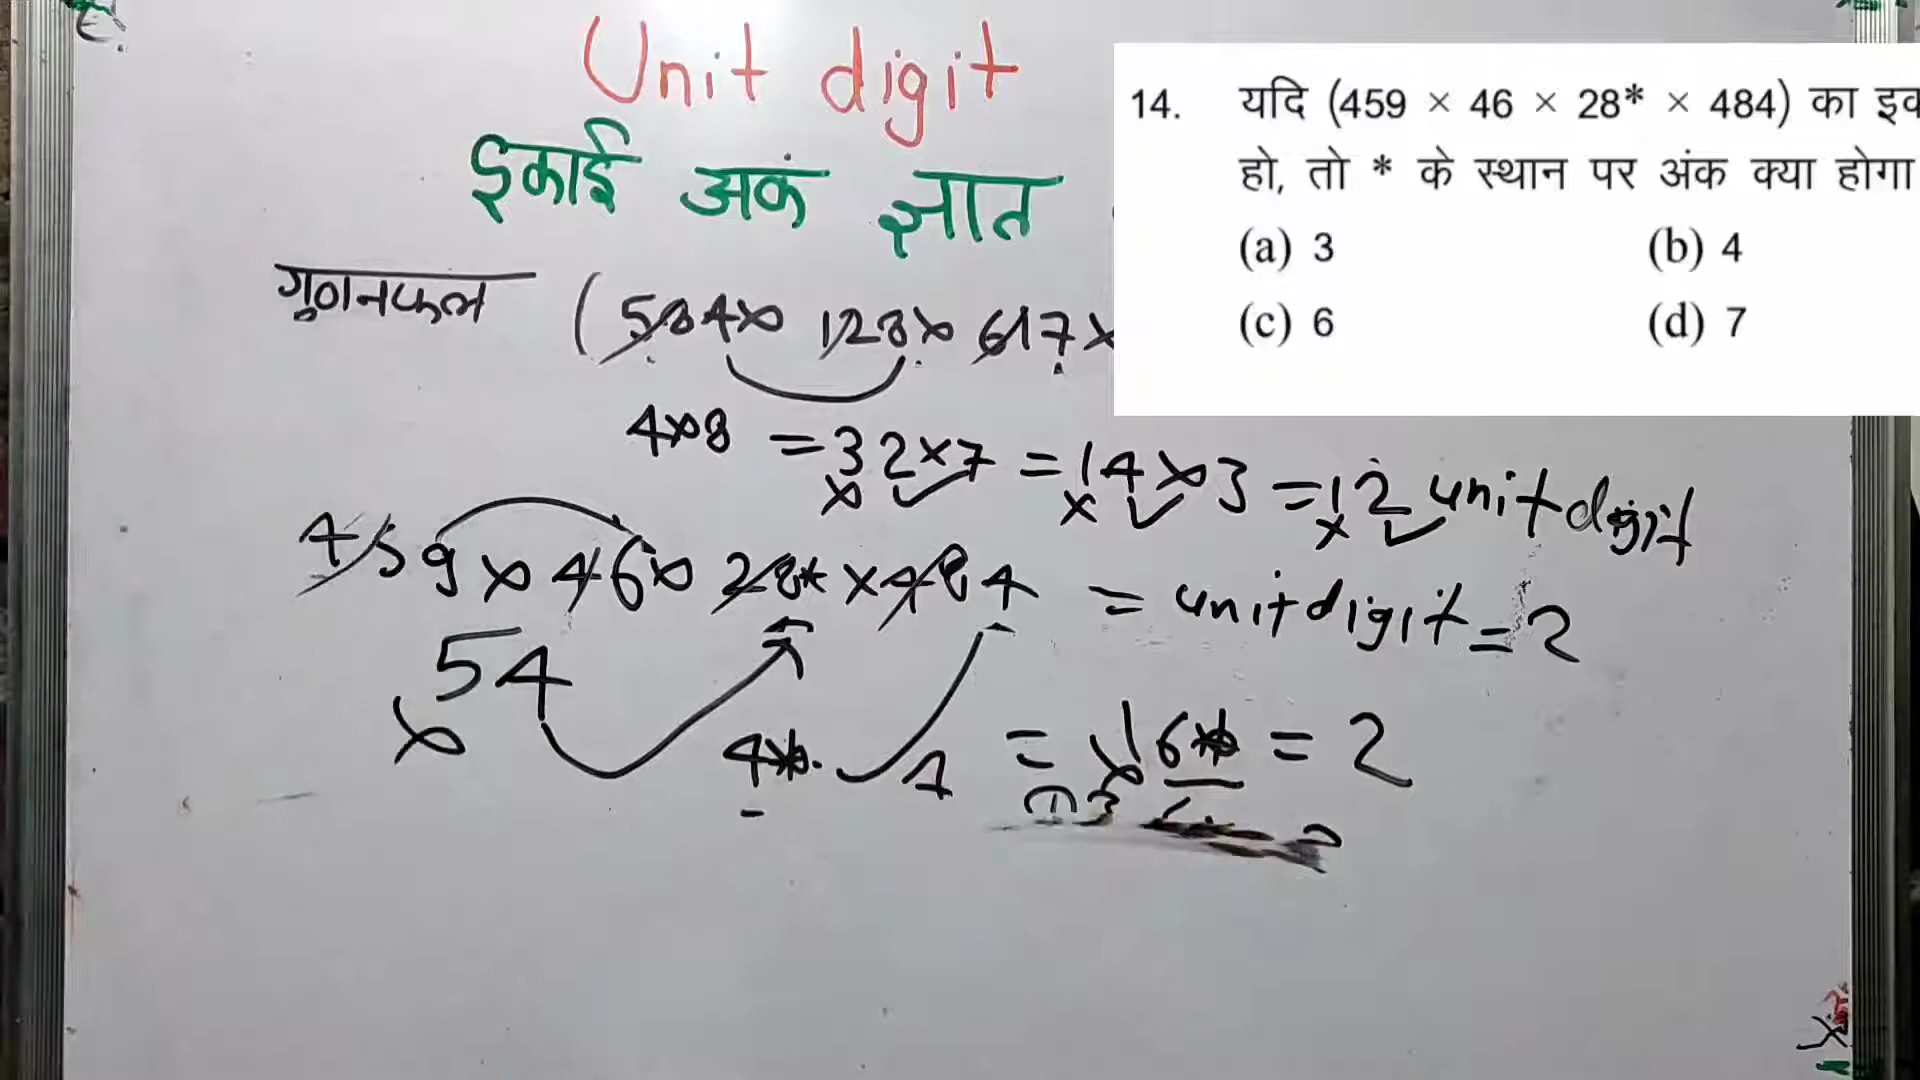 Unit digit
इकाई अंक ज्ञात
गुणनफल (584× 128× 617×
4×8 = 32×7 = 14×3 = 12 unit digit
459 × 46 × 28* × 484 = unit digit = 2
54
4*. 4 = 16* = 2
14. यदि (459 × 46 × 28* × 484) का
हो, तो * के स्थान पर अंक क्या होगा
(a) 3 (b) 4
(c) 6 (d) 7